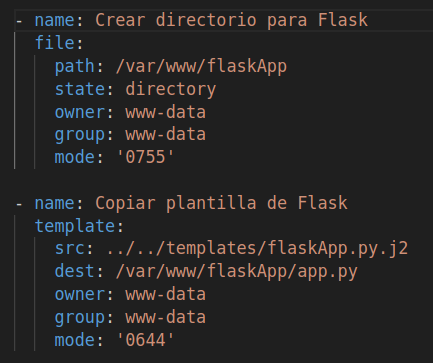 - name: Crear directorio para Flask
  file:
    path: /var/www/flaskApp
    state: directory
    owner: www-data
    group: www-data
    mode: '0755'

- name: Copiar plantilla de Flask
  template:
    src: ../../templates/flaskApp.py.j2
    dest: /var/www/flaskApp/app.py
    owner: www-data
    group: www-data
    mode: '0644'